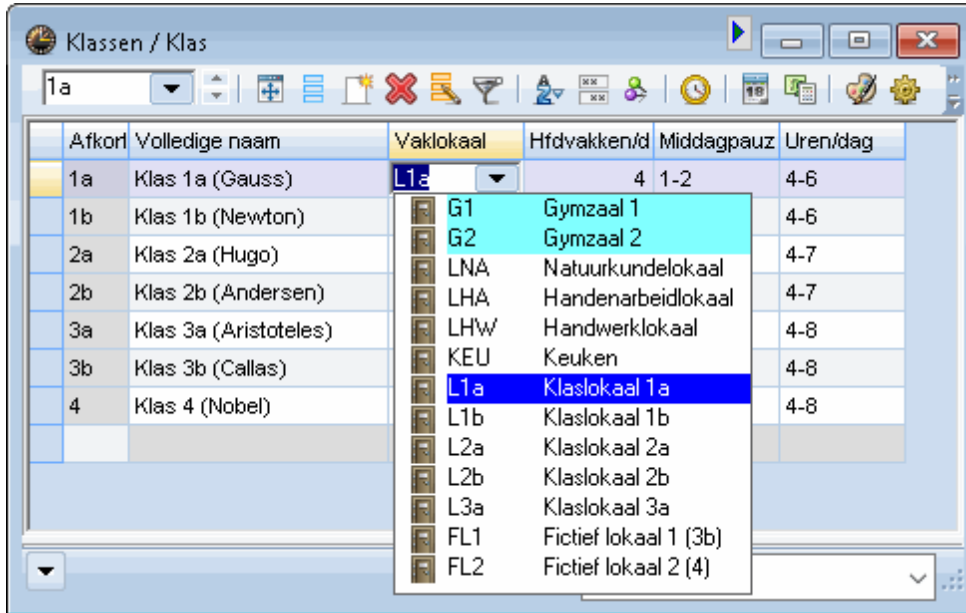 Klassen / Klas
1a
Afkort Volledige naam Vaklokaal Hfdvakken/d Middagpauz Uren/dag
1a Klas 1a (Gauss) L1a 4 1-2 4-6
1b Klas 1b (Newton) 4-6
2a Klas 2a (Hugo) 4-7
2b Klas 2b (Andersen) 4-7
3a Klas 3a (Aristoteles) 4-8
3b Klas 3b (Callas) 4-8
4 Klas 4 (Nobel) 4-8
G1 Gymzaal 1
G2 Gymzaal 2
LNA Natuurkundelokaal
LHA Handenarbeidlokaal
LHW Handwerklokaal
KEU Keuken
L1a Klaslokaal 1a
L1b Klaslokaal 1b
L2a Klaslokaal 2a
L2b Klaslokaal 2b
L3a Klaslokaal 3a
FL1 Fictief lokaal 1 (3b)
FL2 Fictief lokaal 2 (4)